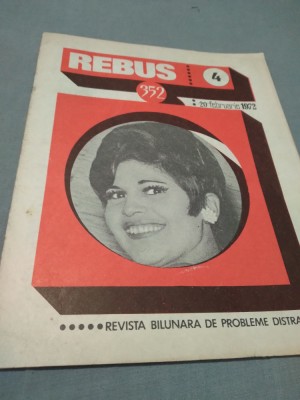 REBUS
4
352
20 februarie 1972
REVISTA BILUNARA DE PROBLEME DISTRA